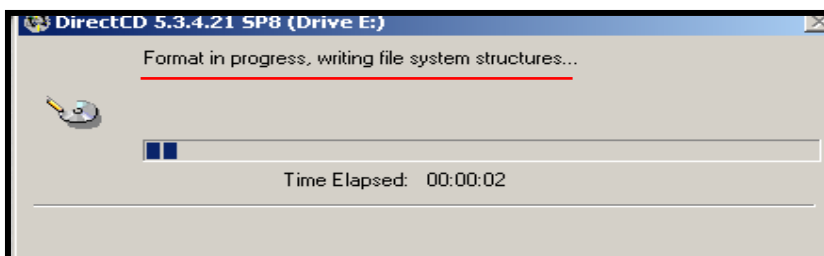 DirectCD 5.3.4.21 SP8 (Drive E:)
Format in progress, writing file system structures...
Time Elapsed: 00:00:02